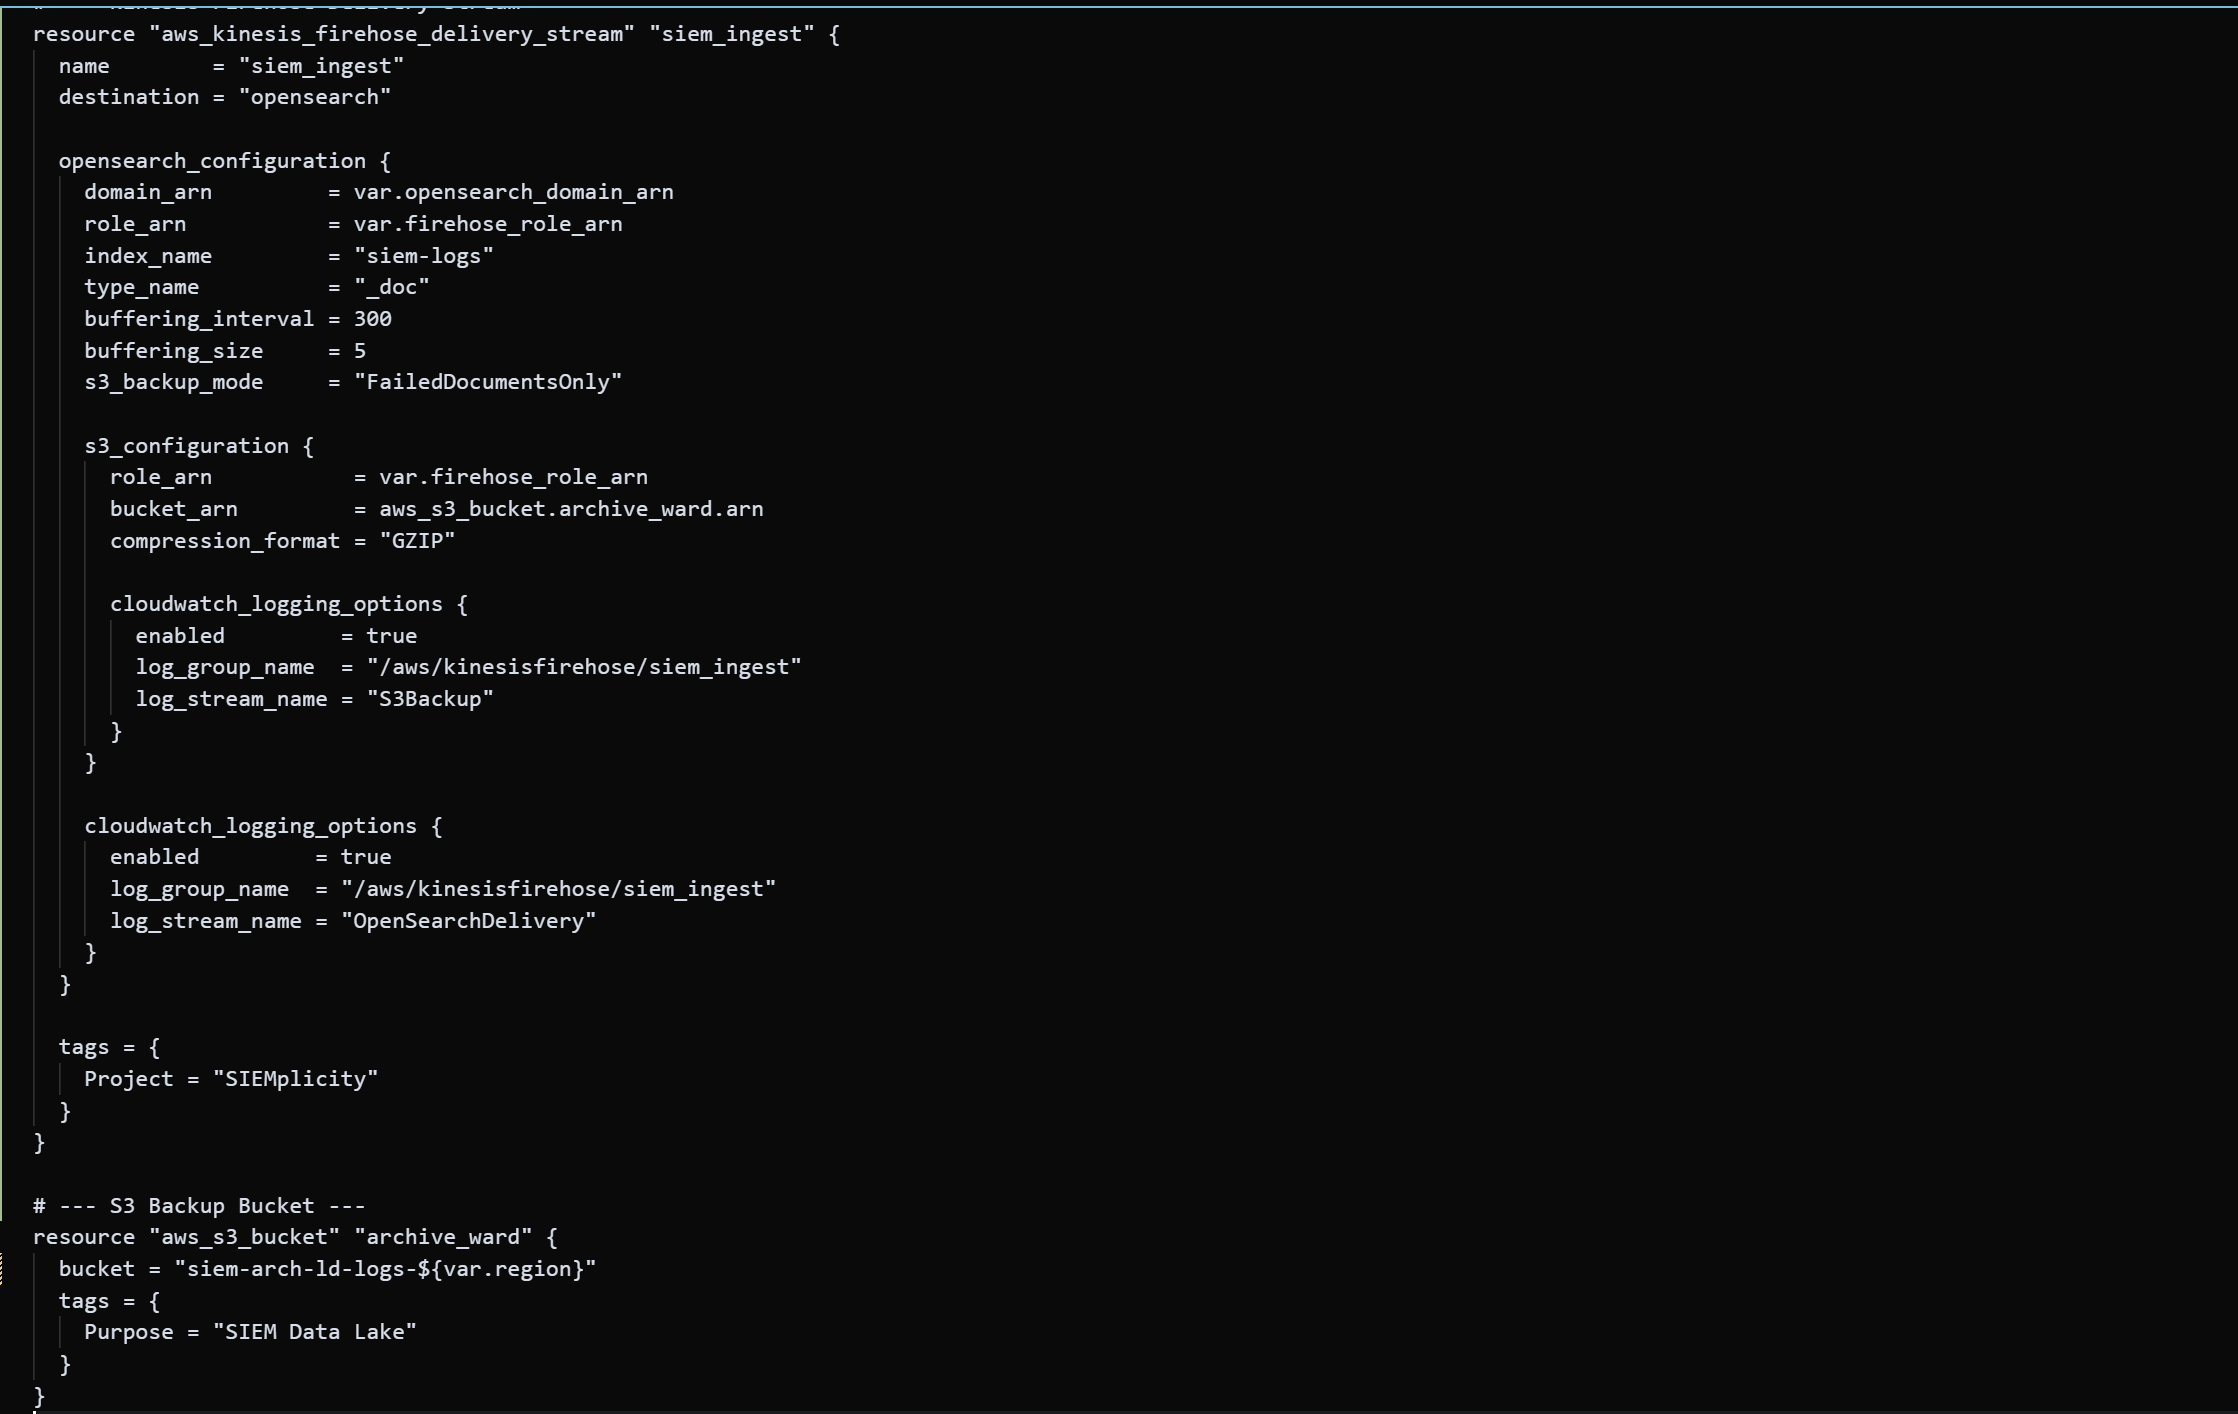 resource "aws_kinesis_firehose_delivery_stream" "siem_ingest" {
  name        = "siem_ingest"
  destination = "opensearch"

  opensearch_configuration {
    domain_arn         = var.opensearch_domain_arn
    role_arn           = var.firehose_role_arn
    index_name         = "siem-logs"
    type_name          = "_doc"
    buffering_interval = 300
    buffering_size     = 5
    s3_backup_mode     = "FailedDocumentsOnly"

    s3_configuration {
      role_arn           = var.firehose_role_arn
      bucket_arn         = aws_s3_bucket.archive_ward.arn
      compression_format = "GZIP"

      cloudwatch_logging_options {
        enabled         = true
        log_group_name  = "/aws/kinesisfirehose/siem_ingest"
        log_stream_name = "S3Backup"
      }
    }

    cloudwatch_logging_options {
      enabled         = true
      log_group_name  = "/aws/kinesisfirehose/siem_ingest"
      log_stream_name = "OpenSearchDelivery"
    }
  }

  tags = {
    Project = "SIEMplicity"
  }
}

# --- S3 Backup Bucket ---
resource "aws_s3_bucket" "archive_ward" {
  bucket = "siem-arch-ld-logs-${var.region}"
  tags = {
    Purpose = "SIEM Data Lake"
  }
}